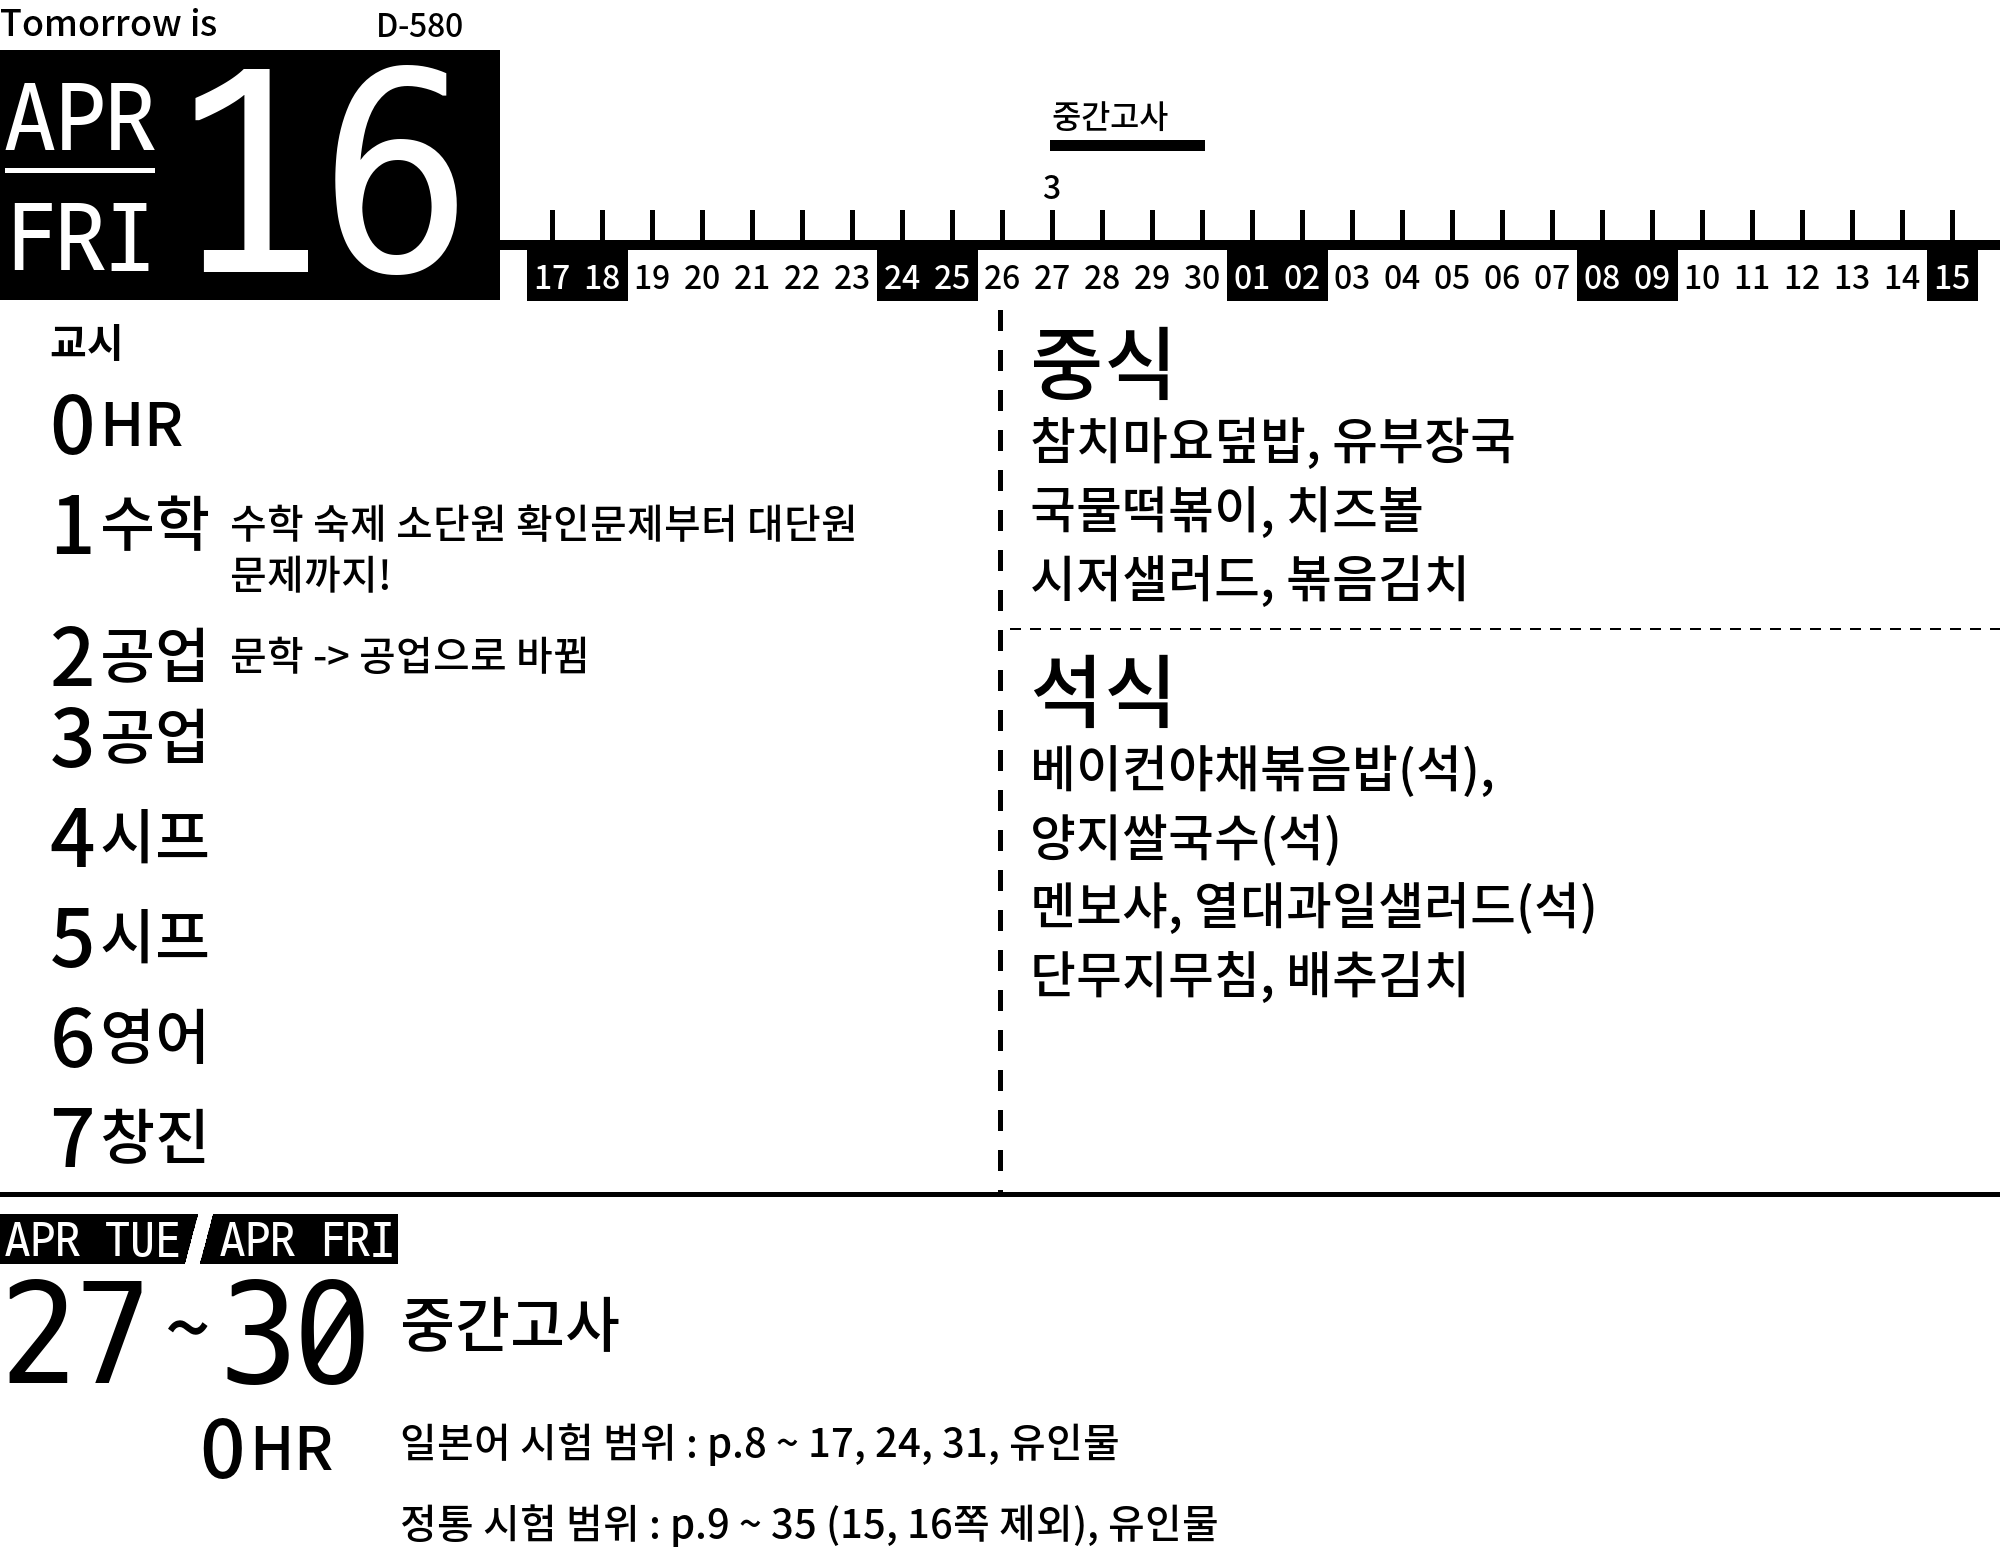 Tomorrow is D-580
APR
FRI
16
중간고사
3
17 18 19 20 21 22 23 24 25 26 27 28 29 30 01 02 03 04 05 06 07 08 09 10 11 12 13 14 15
교시
0 HR
1 수학 수학 숙제 소단원 확인문제부터 대단원
문제까지!
2 공업 문학 -> 공업으로 바뀜
3 공업
4 시프
5 시프
6 영어
7 창진
중식
참치마요덮밥, 유부장국
국물떡볶이, 치즈볼
시저샐러드, 볶음김치
석식
베이컨야채볶음밥(석),
양지쌀국수(석)
멘보샤, 열대과일샐러드(석)
단무지무침, 배추김치
APR TUE / APR FRI
27 ~ 30 중간고사
0 HR 일본어 시험 범위 : p.8 ~ 17, 24, 31, 유인물
정통 시험 범위 : p.9 ~ 35 (15, 16쪽 제외), 유인물